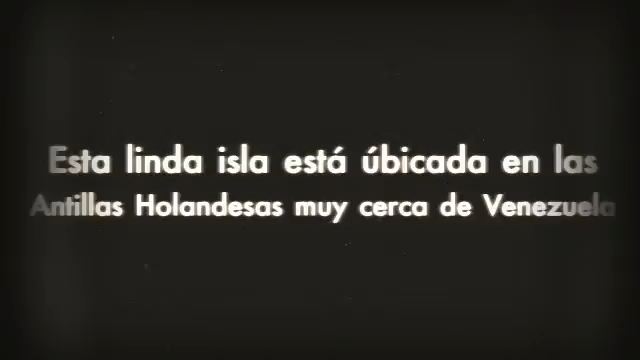 Esta linda isla está úbicada en las
Antillas Holandesas muy cerca de Venezuela